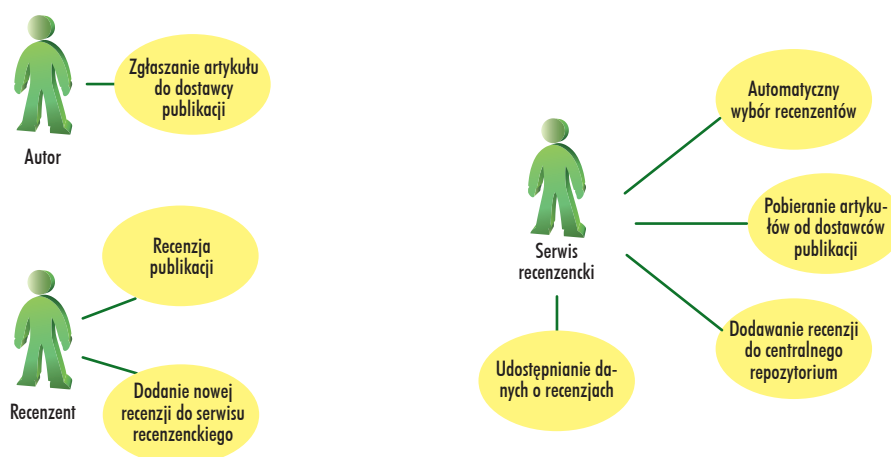 Zgłaszanie artykułu
do dostawcy
publikacji
Autor
Recenzja
publikacji
Recenzent
Dodanie nowej
recenzji do serwisu
recenzenckiego
Automatyczny
wybór recenzentów
Serwis
recenzencki
Pobieranie artyku-
łów od dostawców
publikacji
Dodawanie recenzji
do centralnego
repozytorium
Udostępnianie da-
nych o recenzjach